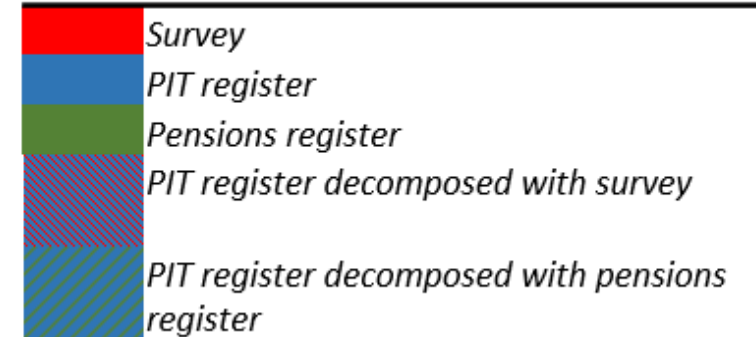 Survey
PIT register
Pensions register
PIT register decomposed with survey
PIT register decomposed with pensions
register